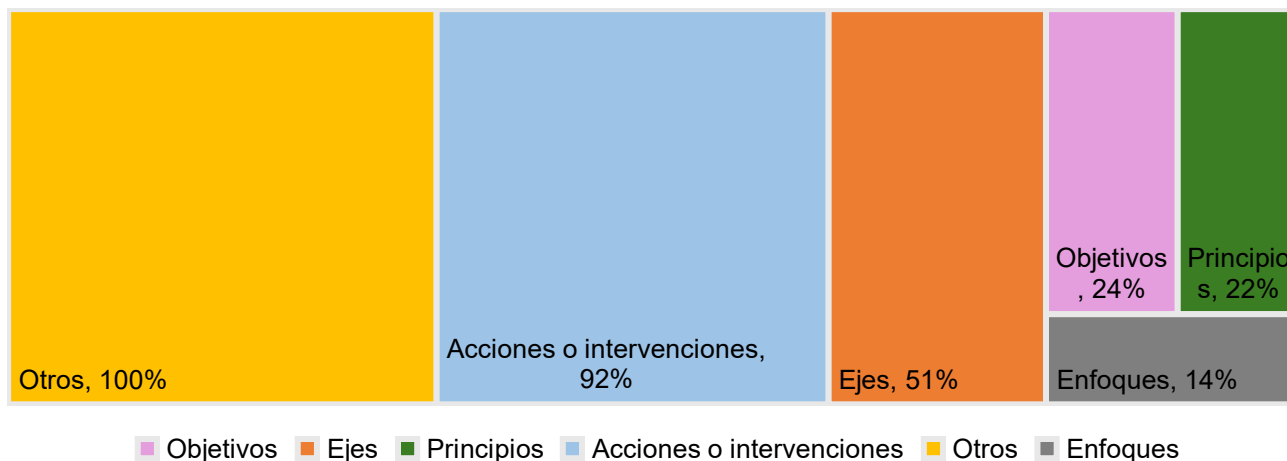 Otros, 100%
Acciones o intervenciones,
92%
Ejes, 51%
Objetivos
, 24%
Principio
s, 22%
Enfoques, 14%
Objetivos Ejes Principios Acciones o intervenciones Otros Enfoques